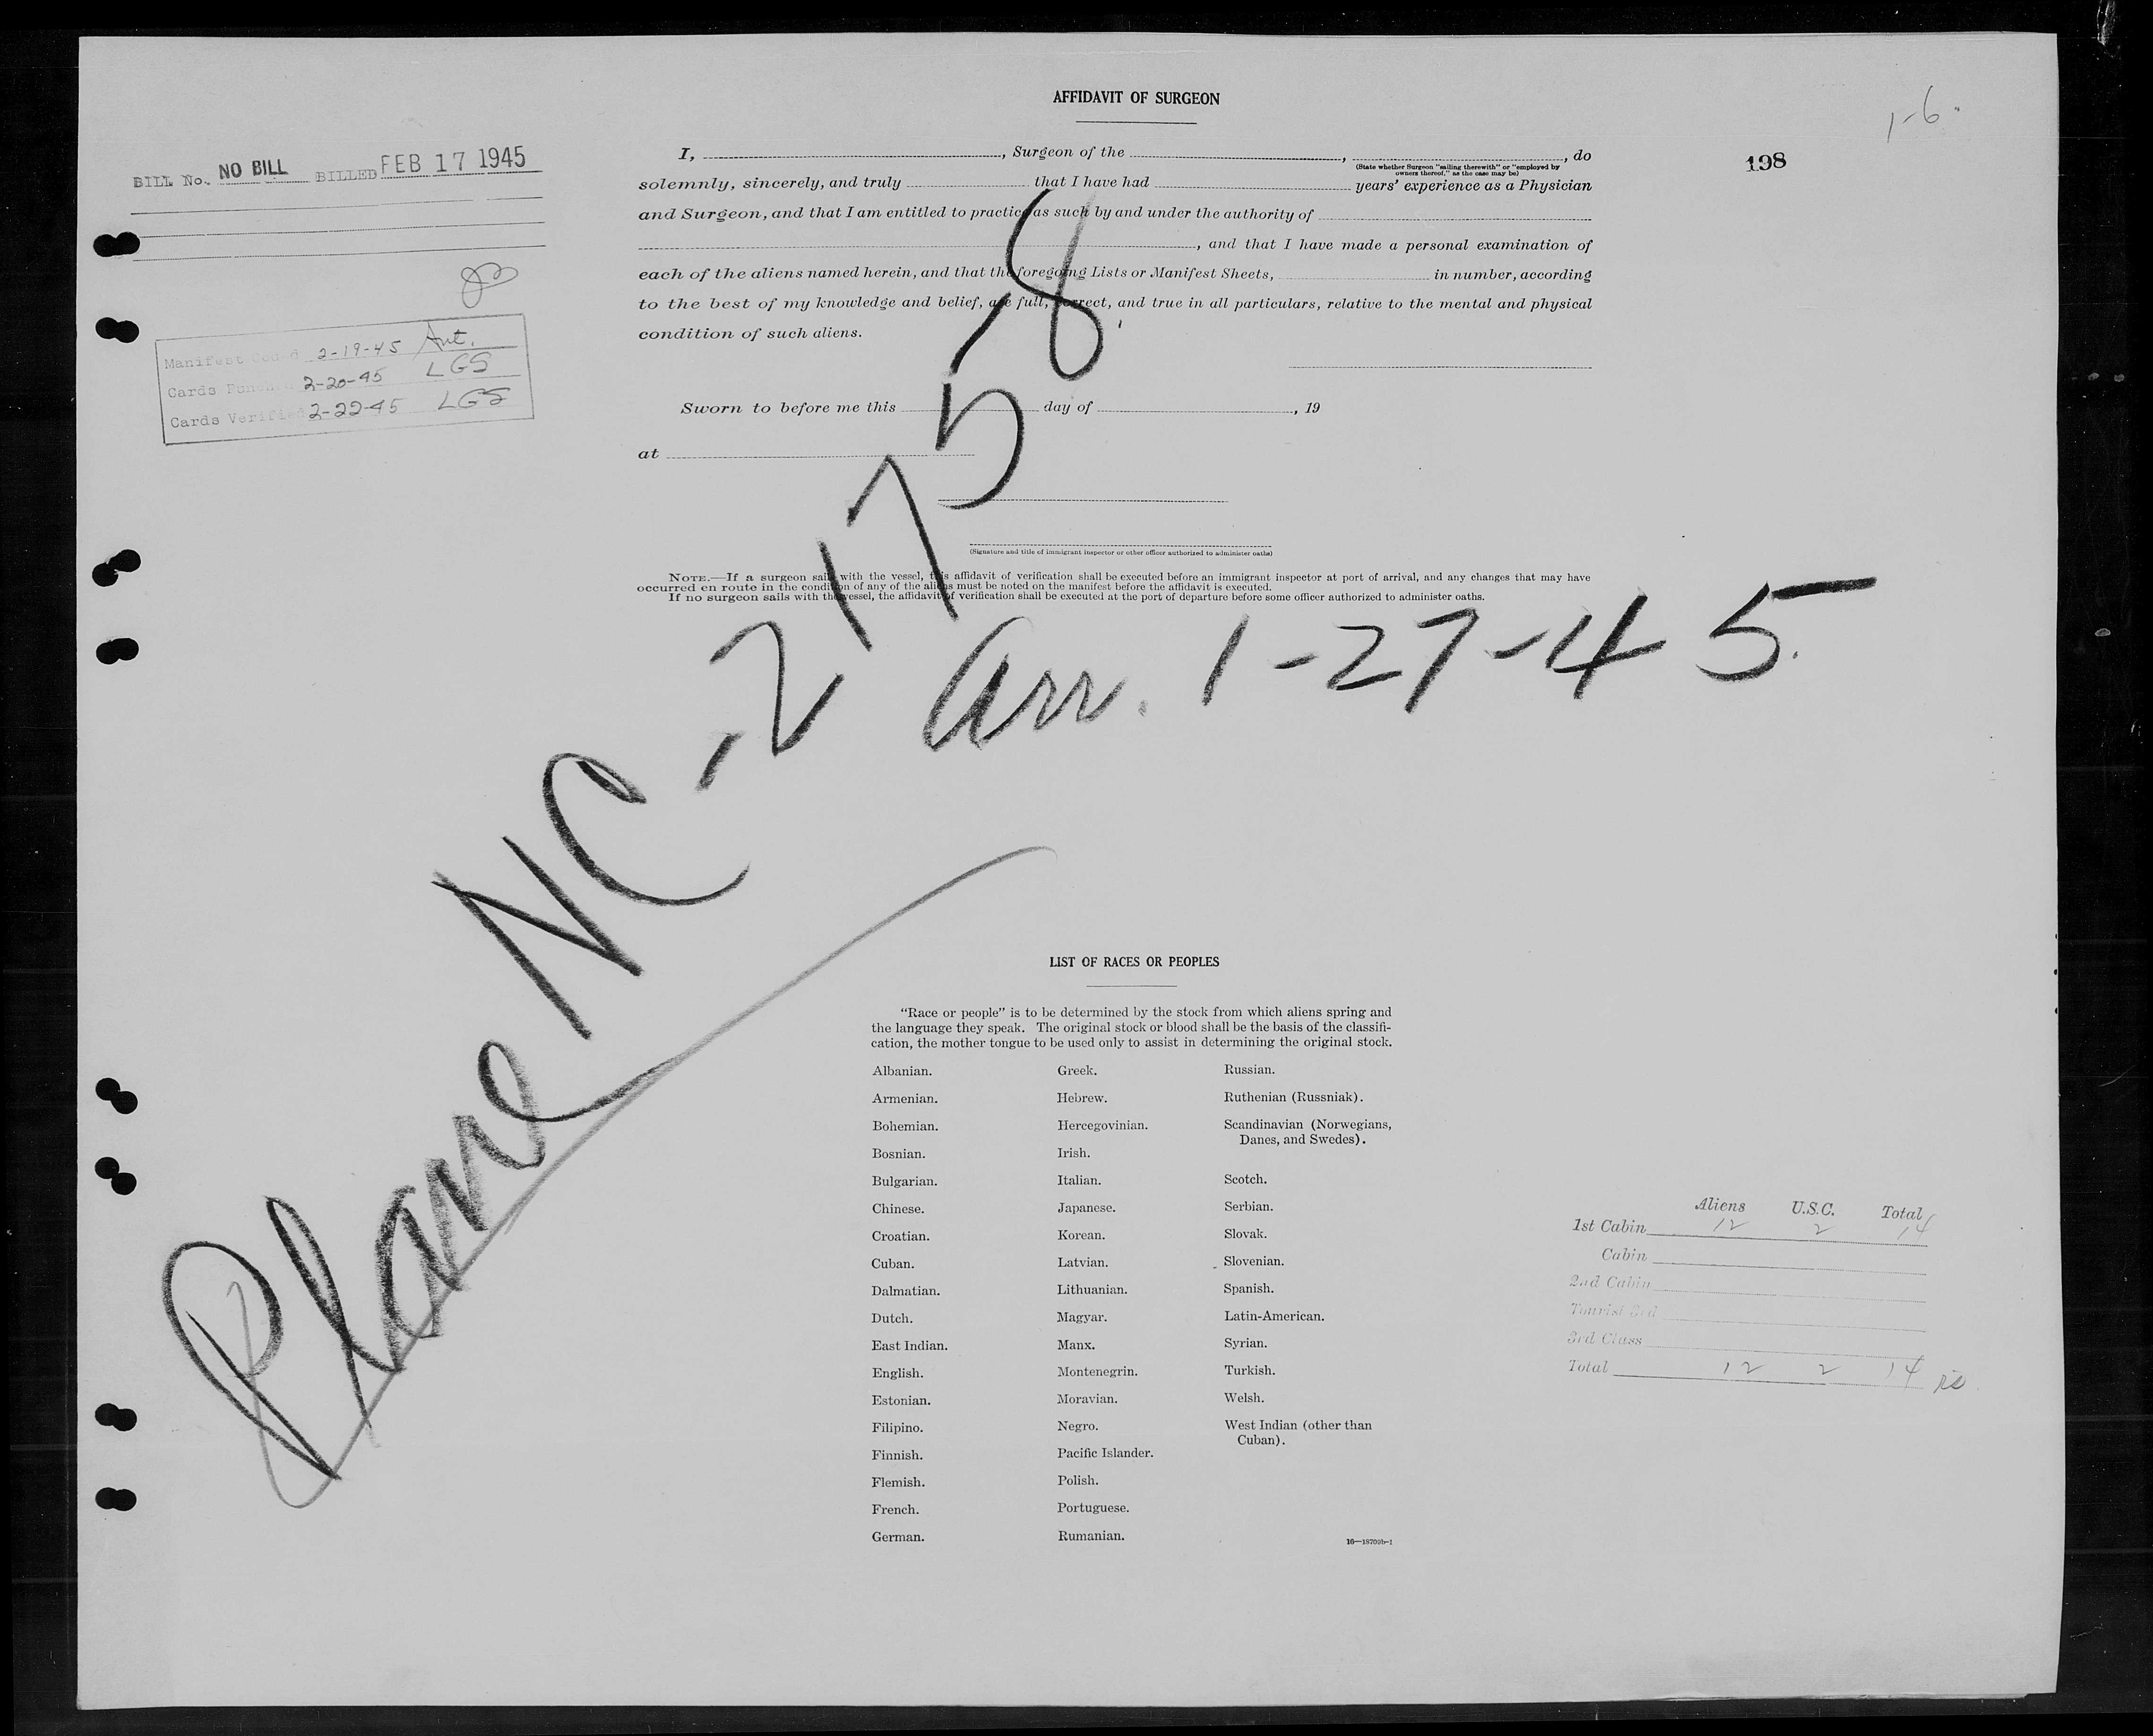 AFFIDAVIT OF SURGEON
1-6
198
BILL No. NO BILL BILLED FEB 17 1945
I, , Surgeon of the , , do
(State whether Surgeon "sailing therewith" or "employed by
owners thereof," as the case may be)
solemnly, sincerely, and truly that I have had years' experience as a Physician
and Surgeon, and that I am entitled to practice as such by and under the authority of
, and that I have made a personal examination of
each of the aliens named herein, and that the foregoing Lists or Manifest Sheets, in number, according
to the best of my knowledge and belief, are full, correct, and true in all particulars, relative to the mental and physical
condition of such aliens.
Manifest 2-19-45
Cards 2-20-45 LGS
Cards Verified 2-22-45 LGS
Sworn to before me this day of , 19
at
(Signature and title of immigrant inspector or other officer authorized to administer oaths)
NOTE.—If a surgeon sails with the vessel, this affidavit of verification shall be executed before an immigrant inspector at port of arrival, and any changes that may have
occurred en route in the condition of any of the aliens must be noted on the manifest before the affidavit is executed.
If no surgeon sails with the vessel, the affidavit of verification shall be executed at the port of departure before some officer authorized to administer oaths.
Plane NC-2175-8
arr. 1-27-45.
LIST OF RACES OR PEOPLES
"Race or people" is to be determined by the stock from which aliens spring and
the language they speak. The original stock or blood shall be the basis of the classifi-
cation, the mother tongue to be used only to assist in determining the original stock.
Albanian.
Armenian.
Bohemian.
Bosnian.
Bulgarian.
Chinese.
Croatian.
Cuban.
Dalmatian.
Dutch.
East Indian.
English.
Estonian.
Filipino.
Finnish.
Flemish.
French.
German.
Greek.
Hebrew.
Hercegovinian.
Irish.
Italian.
Japanese.
Korean.
Latvian.
Lithuanian.
Magyar.
Manx.
Montenegrin.
Moravian.
Negro.
Pacific Islander.
Polish.
Portuguese.
Rumanian.
Russian.
Ruthenian (Russniak).
Scandinavian (Norwegians,
Danes, and Swedes).
Scotch.
Serbian.
Slovak.
Slovenian.
Spanish.
Latin-American.
Syrian.
Turkish.
Welsh.
West Indian (other than
Cuban).
16—18709b-1
Aliens U.S.C. Total
1st Cabin 12 2 14
Cabin
2nd Cabin
Tourist 3rd
3rd Class
Total 12 2 14